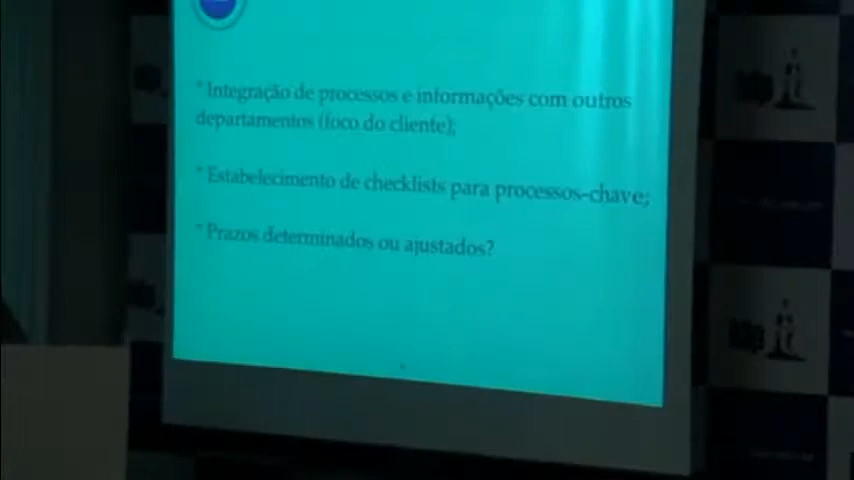 * Integração de processos e informações com outros
departamentos (foco do cliente);
* Estabelecimento de checklists para processos-chave;
* Prazos determinados ou ajustados?